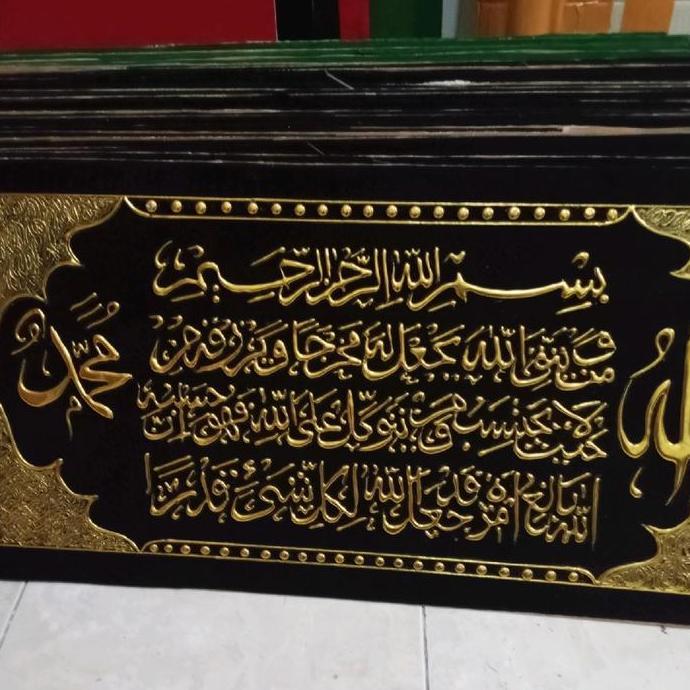 الله
بسم الله الرحمن الرحيم
ومن يتق الله يجعل له مخرجا ويرزقه من
حيث لا يحتسب ومن يتوكل على الله فهو حسبه إن
الله بالغ أمره قد جعل الله لكل شيء قدرا
محمد